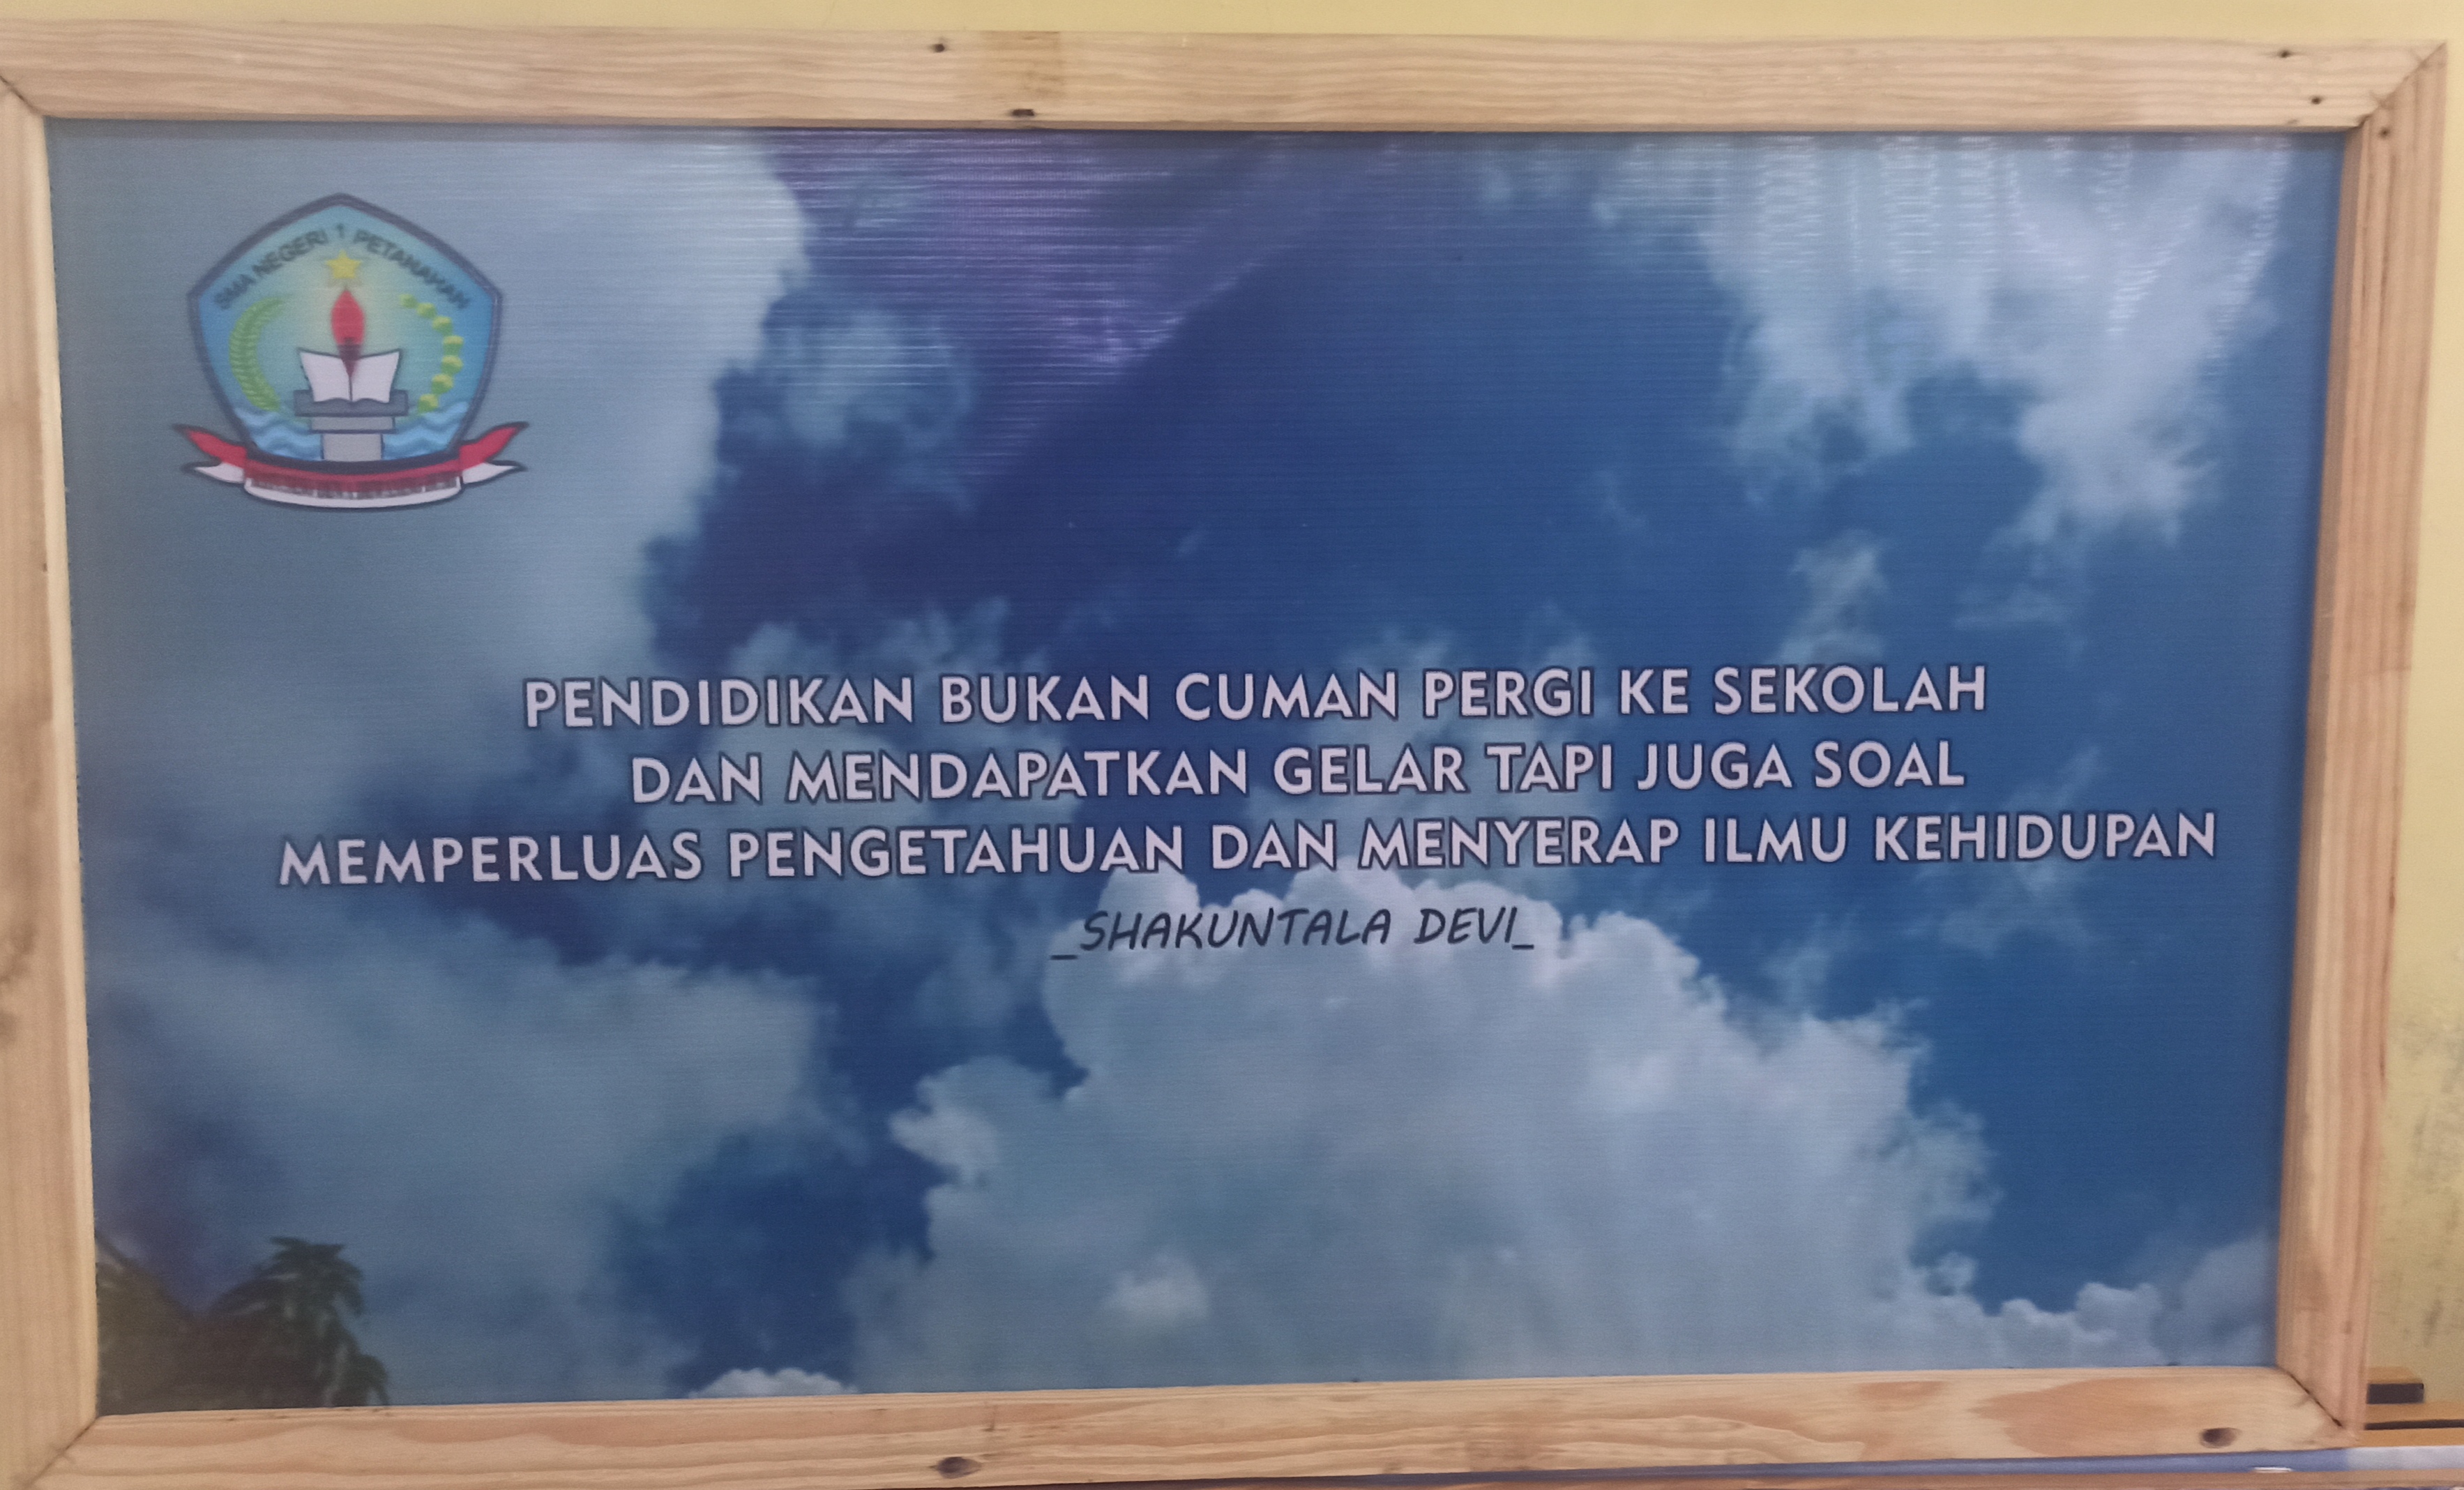 SMA NEGERI 1 PETANAHAN
PENDIDIKAN BUKAN CUMAN PERGI KE SEKOLAH
DAN MENDAPATKAN GELAR TAPI JUGA SOAL
MEMPERLUAS PENGETAHUAN DAN MENYERAP ILMU KEHIDUPAN
_SHAKUNTALA DEVI_